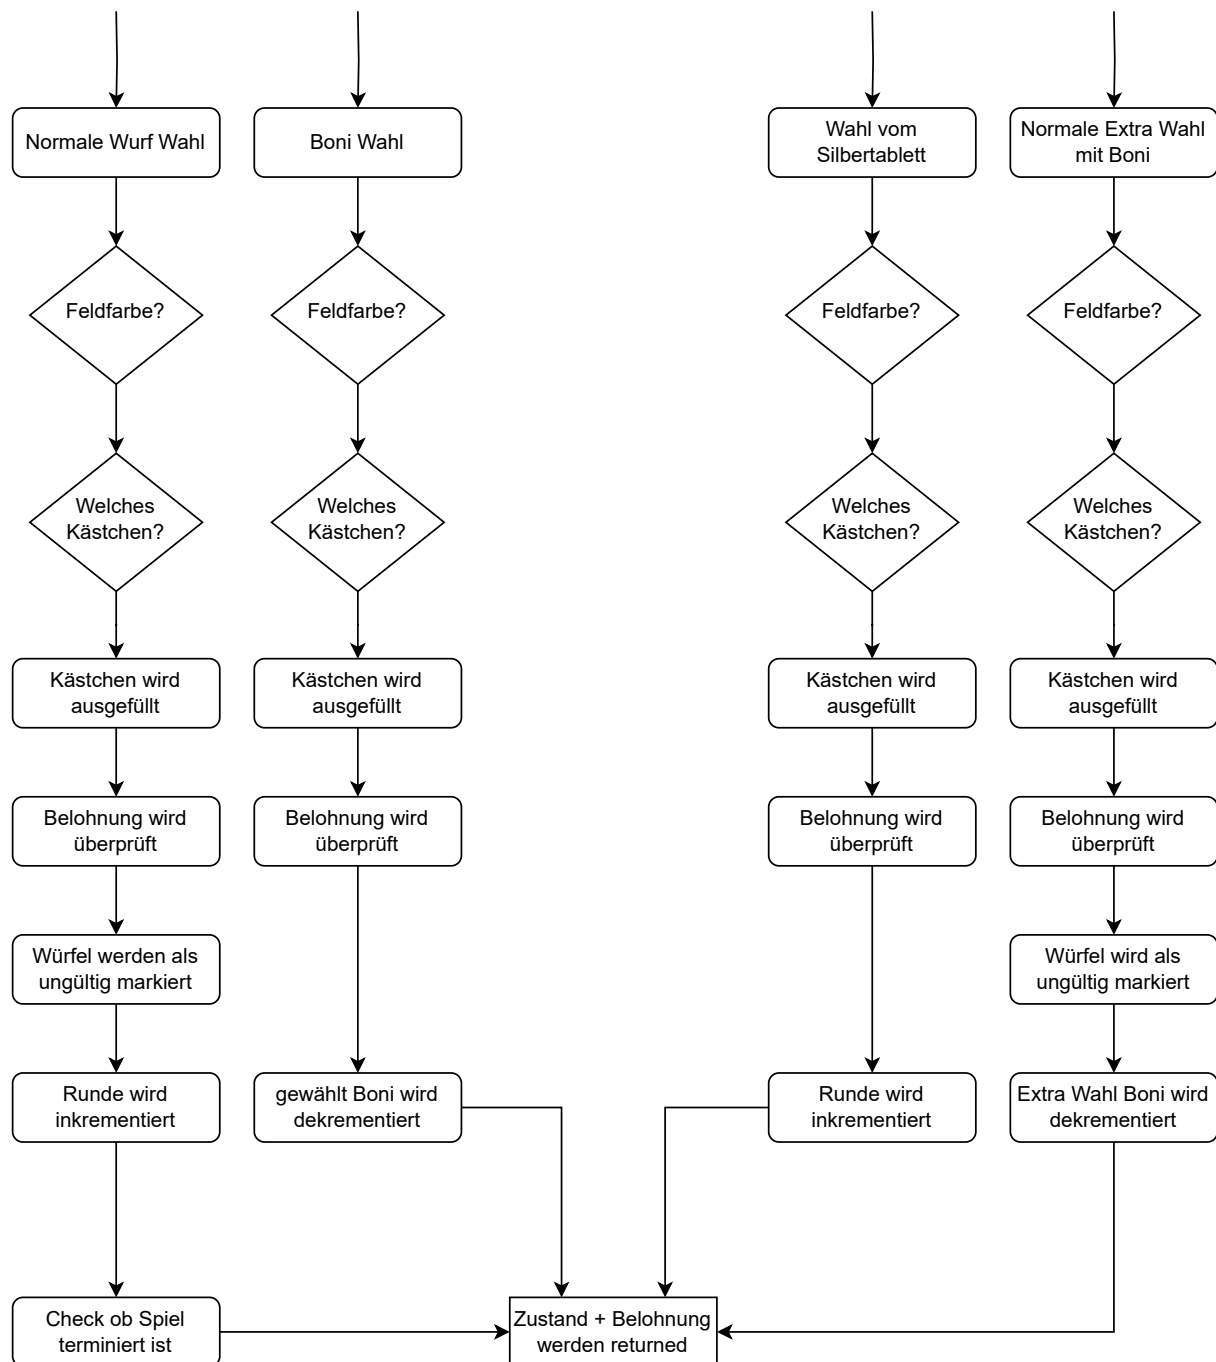 Normale Wurf Wahl
Boni Wahl
Wahl vom
Silbertablett
Normale Extra Wahl
mit Boni
Feldfarbe?
Feldfarbe?
Feldfarbe?
Feldfarbe?
Welches
Kästchen?
Welches
Kästchen?
Welches
Kästchen?
Welches
Kästchen?
Kästchen wird
ausgefüllt
Kästchen wird
ausgefüllt
Kästchen wird
ausgefüllt
Kästchen wird
ausgefüllt
Belohnung wird
überprüft
Belohnung wird
überprüft
Belohnung wird
überprüft
Belohnung wird
überprüft
Würfel werden als
ungültig markiert
Würfel wird als
ungültig markiert
Runde wird
inkrementiert
gewählt Boni wird
dekrementiert
Runde wird
inkrementiert
Extra Wahl Boni wird
dekrementiert
Check ob Spiel
terminiert ist
Zustand + Belohnung
werden returned